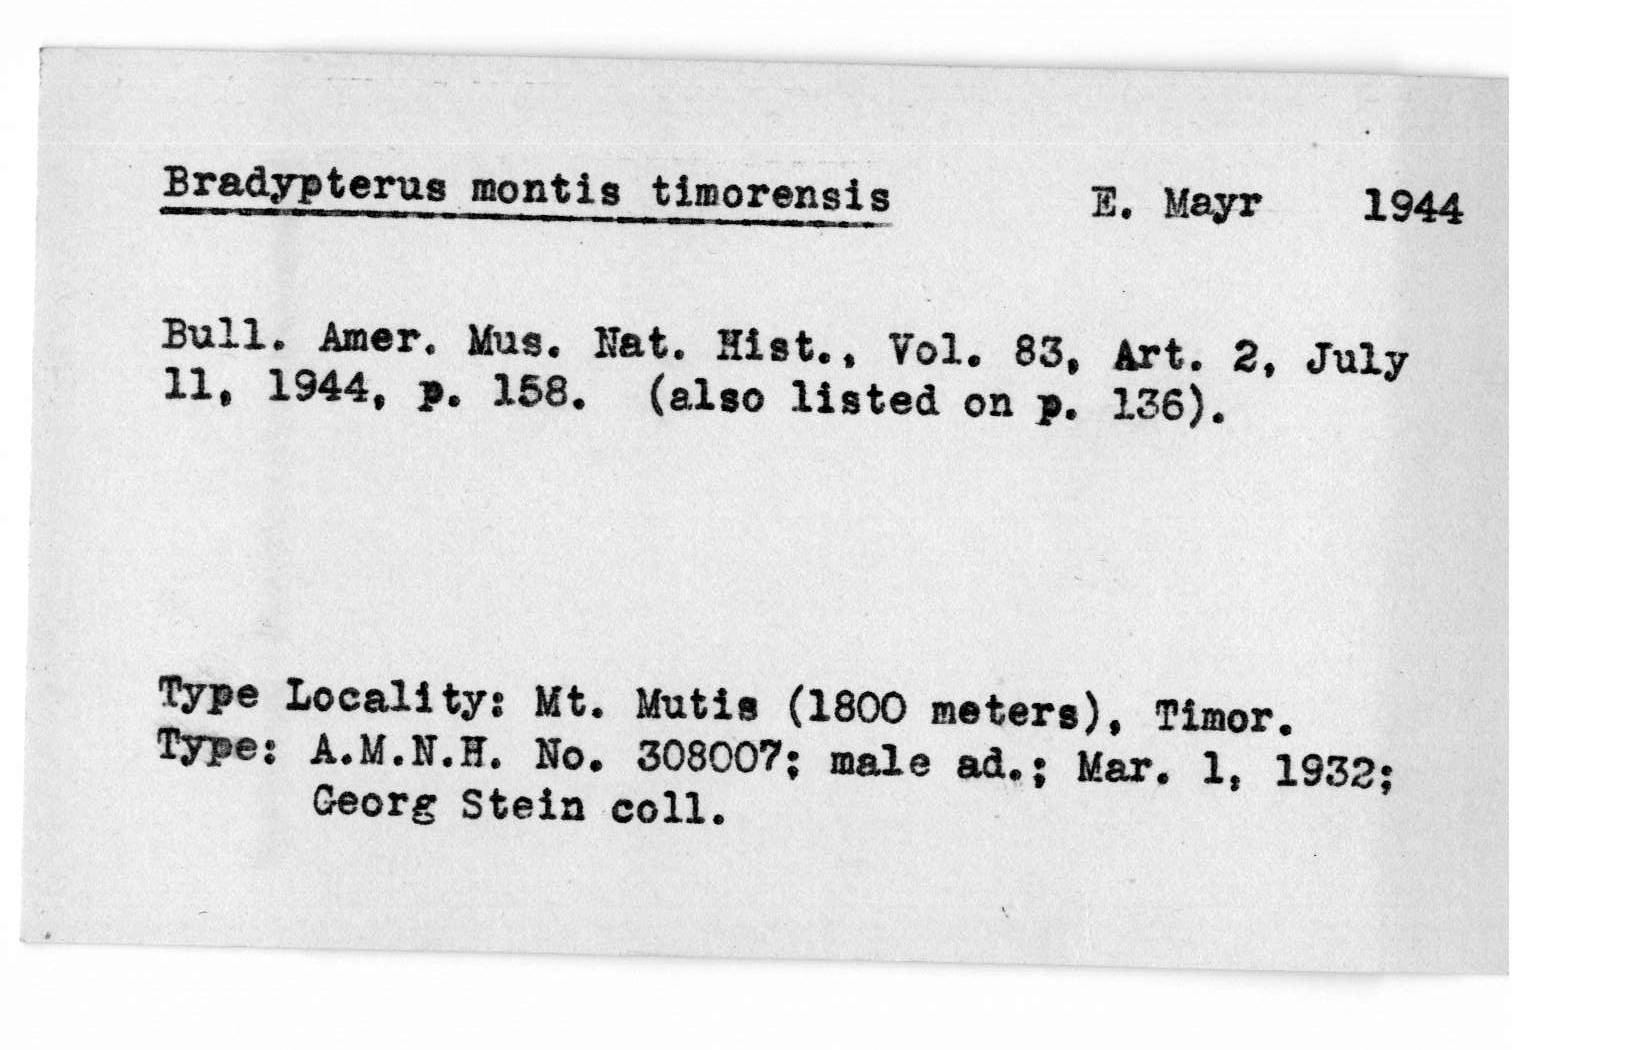 Bradypterus montis timorensis E. Mayr 1944
Bull. Amer. Mus. Nat. Hist., Vol. 83, Art. 2, July
11, 1944, p. 158. (also listed on p. 136).
Type Locality: Mt. Mutis (1800 meters), Timor.
Type: A.M.N.H. No. 308007; male ad.; Mar. 1, 1932;
Georg Stein coll.